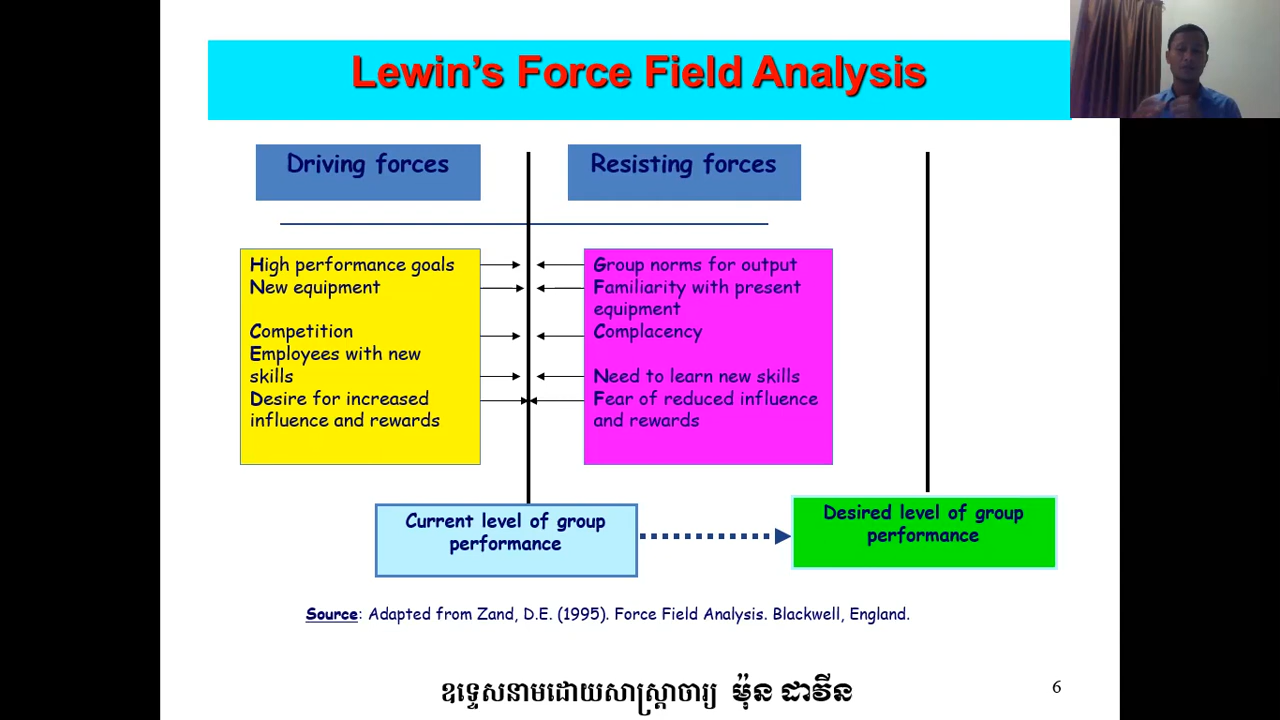 Lewin's Force Field Analysis
Driving forces
Resisting forces
High performance goals
New equipment
Competition
Employees with new
skills
Desire for increased
influence and rewards
Group norms for output
Familiarity with present
equipment
Complacency
Need to learn new skills
Fear of reduced influence
and rewards
Current level of group
performance
Desired level of group
performance
Source: Adapted from Zand, D.E. (1995). Force Field Analysis. Blackwell, England.
ឧទ្ទេសនាមដោយសាស្ត្រាចារ្យ ម៉ុន ដាវីន
6